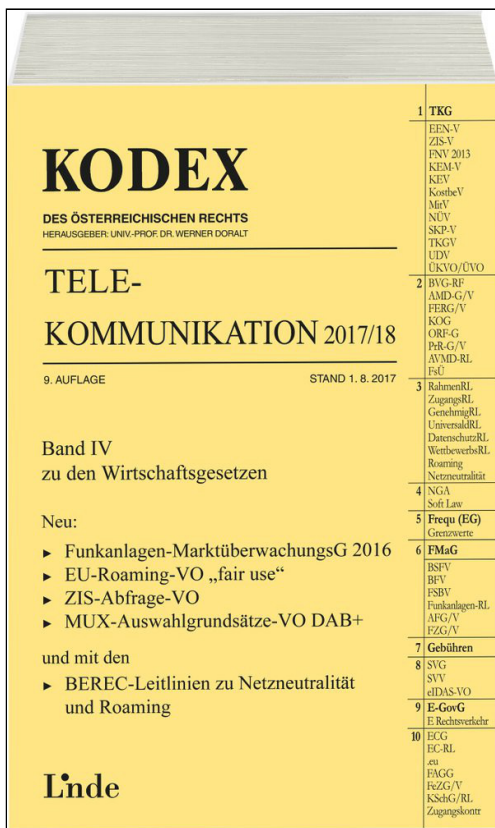 KODEX
DES ÖSTERREICHISCHEN RECHTS
HERAUSGEBER: UNIV.-PROF. DR. WERNER DORALT
TELE-
KOMMUNIKATION 2017/18
9. AUFLAGE STAND 1. 8. 2017
Band IV
zu den Wirtschaftsgesetzen
Neu:
► Funkanlagen-MarktüberwachungsG 2016
► EU-Roaming-VO „fair use“
► ZIS-Abfrage-VO
► MUX-Auswahlgrundsätze-VO DAB+
und mit den
► BEREC-Leitlinien zu Netzneutralität
und Roaming
Linde
1 TKG
EEN-V
ZIS-V
FNV 2013
KEM-V
KEV
KostbeV
MitV
NÜV
SKP-V
TKGV
UDV
ÜKVO/ÜVO
2 BVG-RF
AMD-G/V
FERG/V
KOG
ORF-G
PrR-G/V
AVMD-RL
FsÜ
3 RahmenRL
ZugangsRL
GenehmigRL
UniversaldRL
DatenschutzRL
WettbewerbsRL
Roaming
Netzneutralität
4 NGA
Soft Law
5 Frequ (EG)
Grenzwerte
6 FMaG
BSFV
BFV
FSBV
Funkanlagen-RL
AFG/V
FZG/V
7 Gebühren
8 SVG
SVV
eIDAS-VO
9 E-GovG
E Rechtsverkehr
10 ECG
EC-RL
.eu
FAGG
FeZG/V
KSchG/RL
Zugangskontr